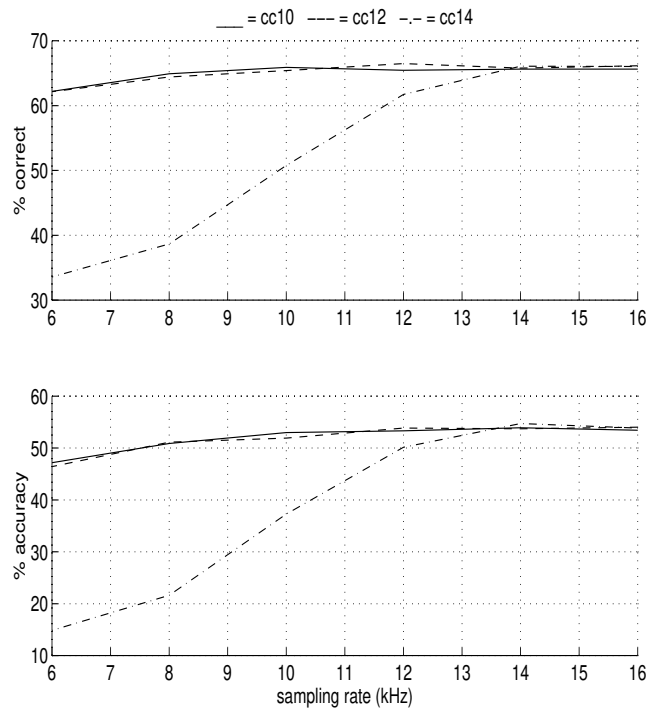 ___ = cc10 --- = cc12 -.- = cc14
70
60
50
40
30
% correct
6 7 8 9 10 11 12 13 14 15 16
60
50
40
30
20
10
% accuracy
6 7 8 9 10 11 12 13 14 15 16
sampling rate (kHz)